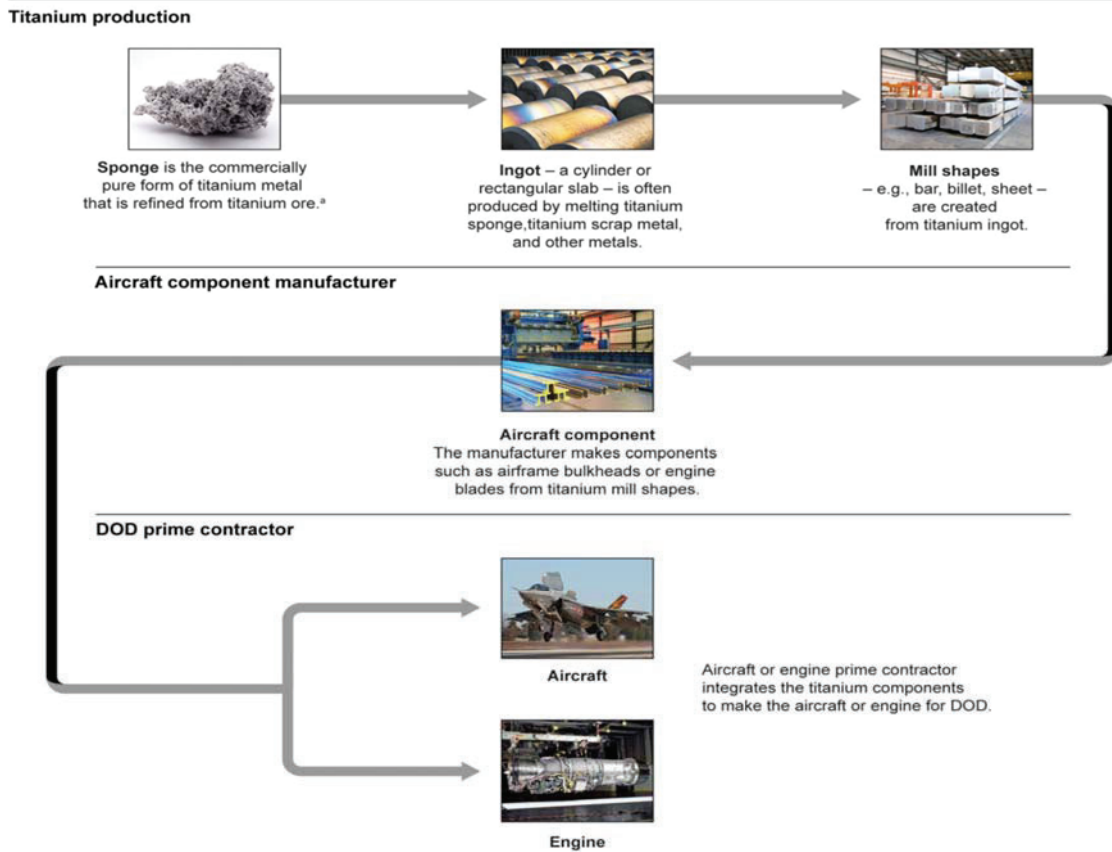 Titanium production
Sponge is the commercially
pure form of titanium metal
that is refined from titanium ore.ᵃ
Ingot – a cylinder or
rectangular slab – is often
produced by melting titanium
sponge,titanium scrap metal,
and other metals.
Mill shapes
– e.g., bar, billet, sheet –
are created
from titanium ingot.
Aircraft component manufacturer
Aircraft component
The manufacturer makes components
such as airframe bulkheads or engine
blades from titanium mill shapes.
DOD prime contractor
Aircraft
Aircraft or engine prime contractor
integrates the titanium components
to make the aircraft or engine for DOD.
Engine